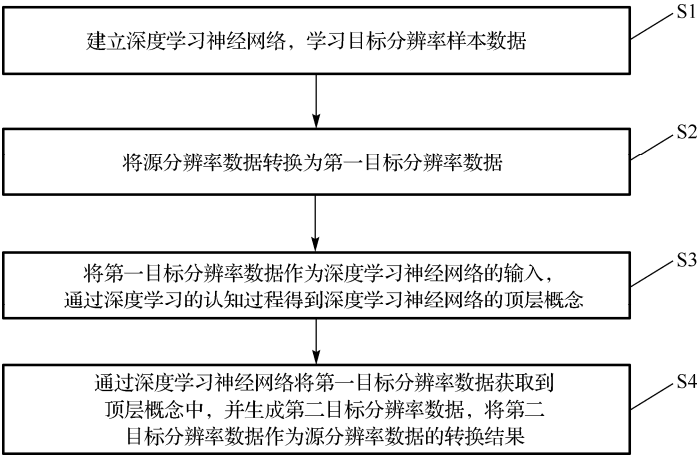 建立深度学习神经网络，学习目标分辨率样本数据
S1
将源分辨率数据转换为第一目标分辨率数据
S2
将第一目标分辨率数据作为深度学习神经网络的输入，
通过深度学习的认知过程得到深度学习神经网络的顶层概念
S3
通过深度学习神经网络将第一目标分辨率数据获取到
顶层概念中，并生成第二目标分辨率数据，将第二
目标分辨率数据作为源分辨率数据的转换结果
S4